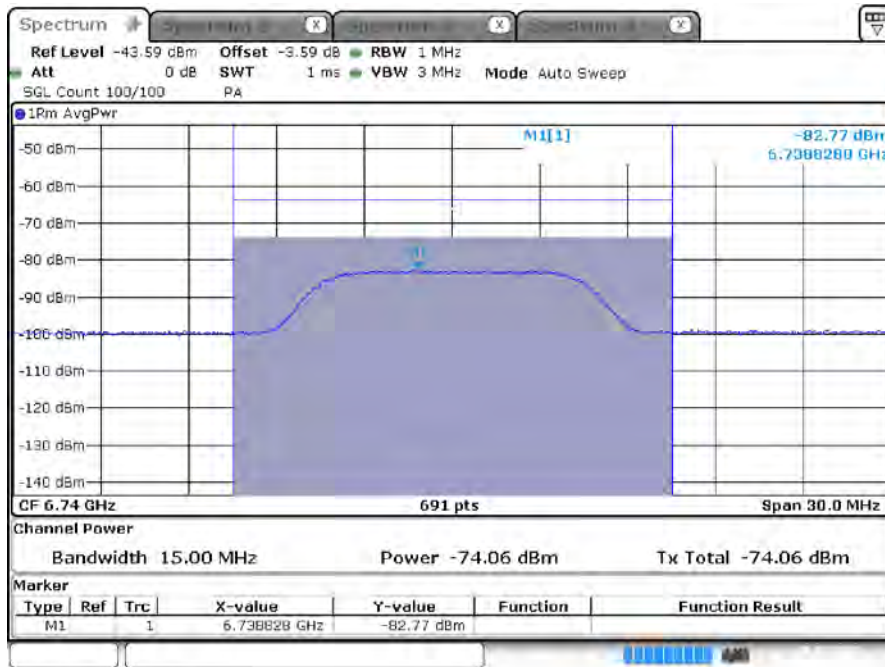 Spectrum
Ref Level -43.59 dBm Offset -3.59 dB RBW 1 MHz
Att 0 dB SWT 1 ms VBW 3 MHz Mode Auto Sweep
SGL Count 100/100 PA
1Rm AvgPwr
M1[1] -82.77 dBm
6.7388280 GHz
-50 dBm
-60 dBm
-70 dBm
M1
-80 dBm
-90 dBm
-100 dBm
-110 dBm
-120 dBm
-130 dBm
-140 dBm
CF 6.74 GHz 691 pts Span 30.0 MHz
Channel Power
Bandwidth 15.00 MHz Power -74.06 dBm Tx Total -74.06 dBm
Marker
Type Ref Trc X-value Y-value Function Function Result
M1 1 6.738828 GHz -82.77 dBm